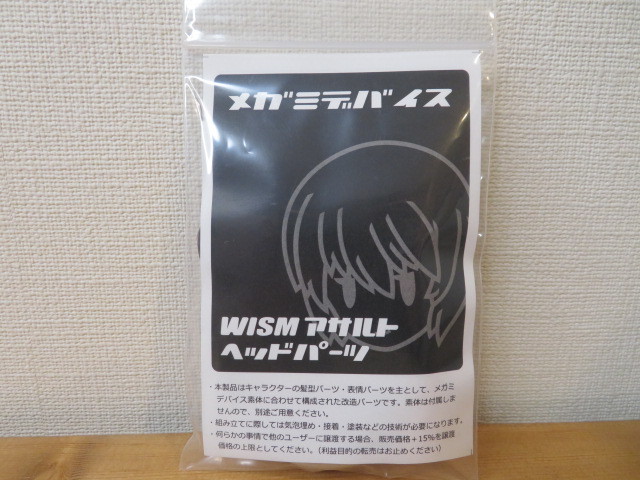 メガミデバイス
WISM アサルト
ヘッドパーツ
・本製品はキャラクターの髪型パーツ・表情パーツを主として、メガミ
デバイス素体に合わせて構成された改造パーツです。素体は付属しま
せんので、別途ご用意ください。
・組み立てに際しては気泡埋め・接着・塗装などの技術が必要になります。
・何らかの事情で他のユーザーに譲渡する場合、販売価格＋15％を譲渡
価格の上限としてください。（利益目的の転売はお止めください）